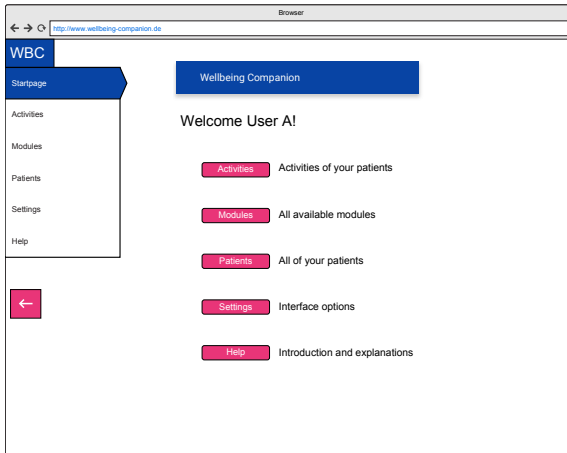 Browser
http://www.wellbeing-companion.de
WBC
Startpage
Activities
Modules
Patients
Settings
Help
Wellbeing Companion
Welcome User A!
Activities Activities of your patients
Modules All available modules
Patients All of your patients
Settings Interface options
Help Introduction and explanations